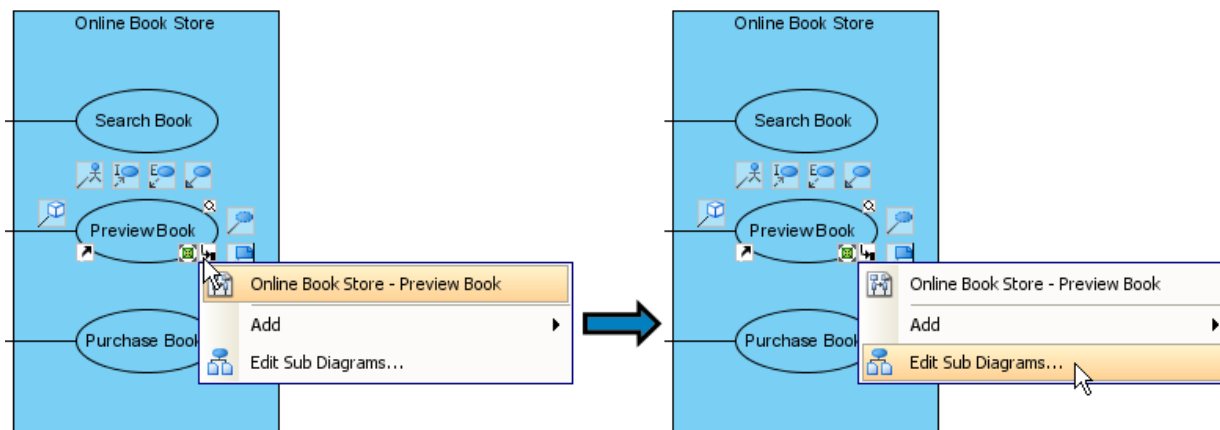 Online Book Store
Search Book
I
E
Preview Book
Online Book Store - Preview Book
Add
Purchase Book
Edit Sub Diagrams...
Online Book Store
Search Book
I
E
Preview Book
Online Book Store - Preview Book
Add
Purchase Book
Edit Sub Diagrams...